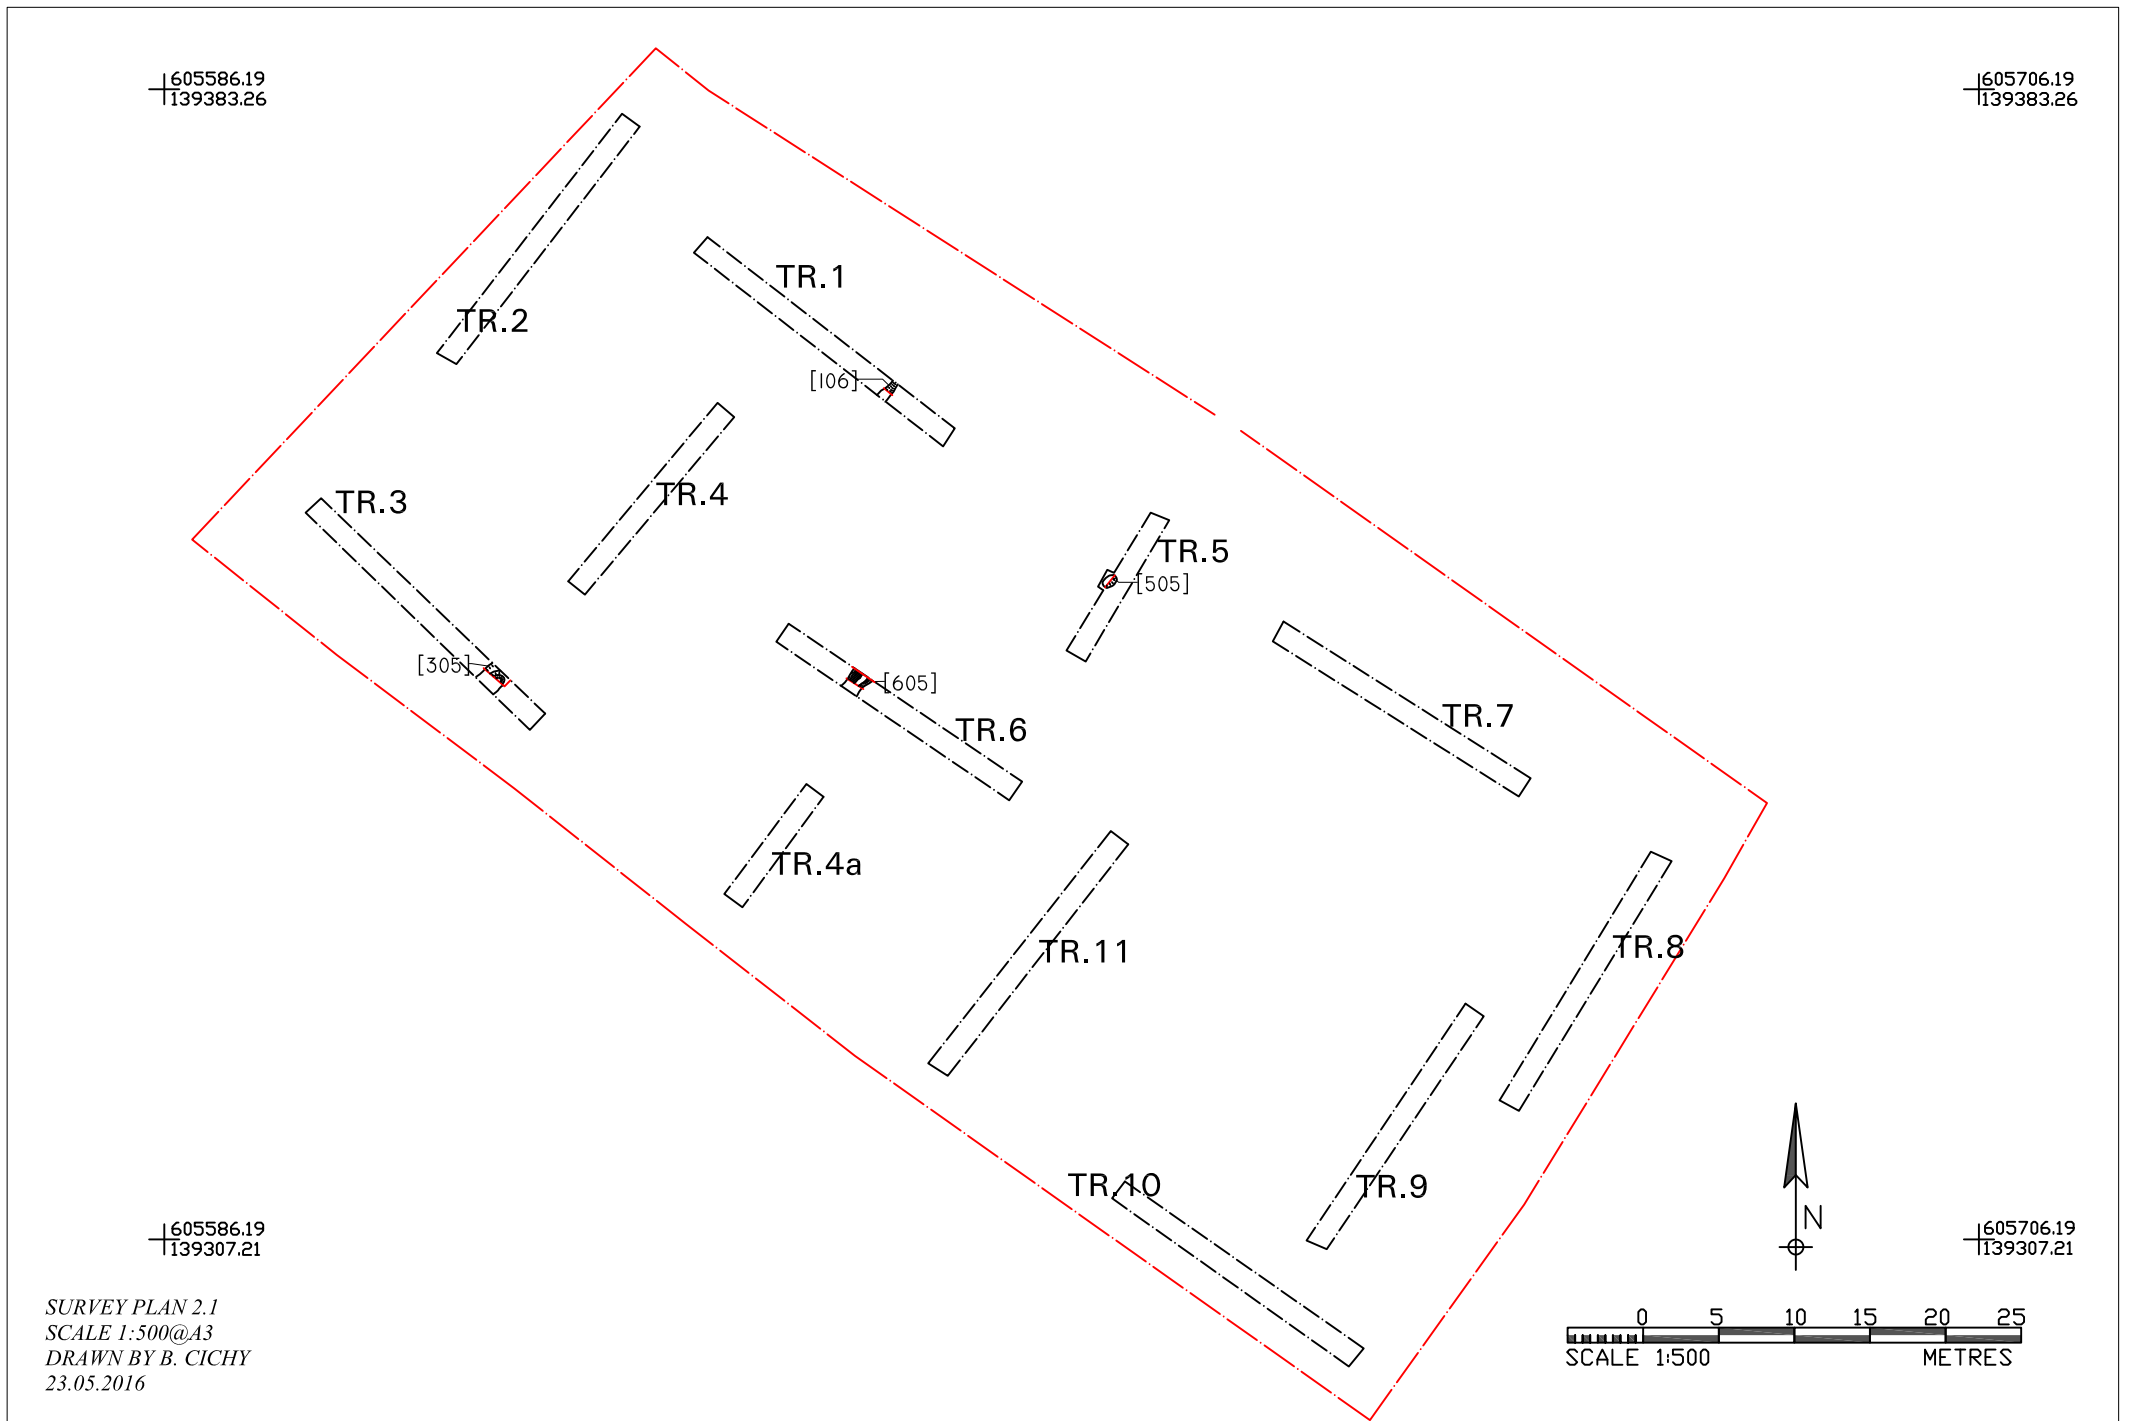 605586.19
139383.26
605706.19
139383.26
TR.1
TR.2
[106]
TR.3
TR.4
TR.5
[505]
[305]
[605]
TR.6
TR.7
TR.4a
TR.11
TR.8
TR.10
TR.9
N
605586.19
139307.21
605706.19
139307.21
SURVEY PLAN 2.1
SCALE 1:500@A3
DRAWN BY B. CICHY
23.05.2016
0 5 10 15 20 25
SCALE 1:500 METRES